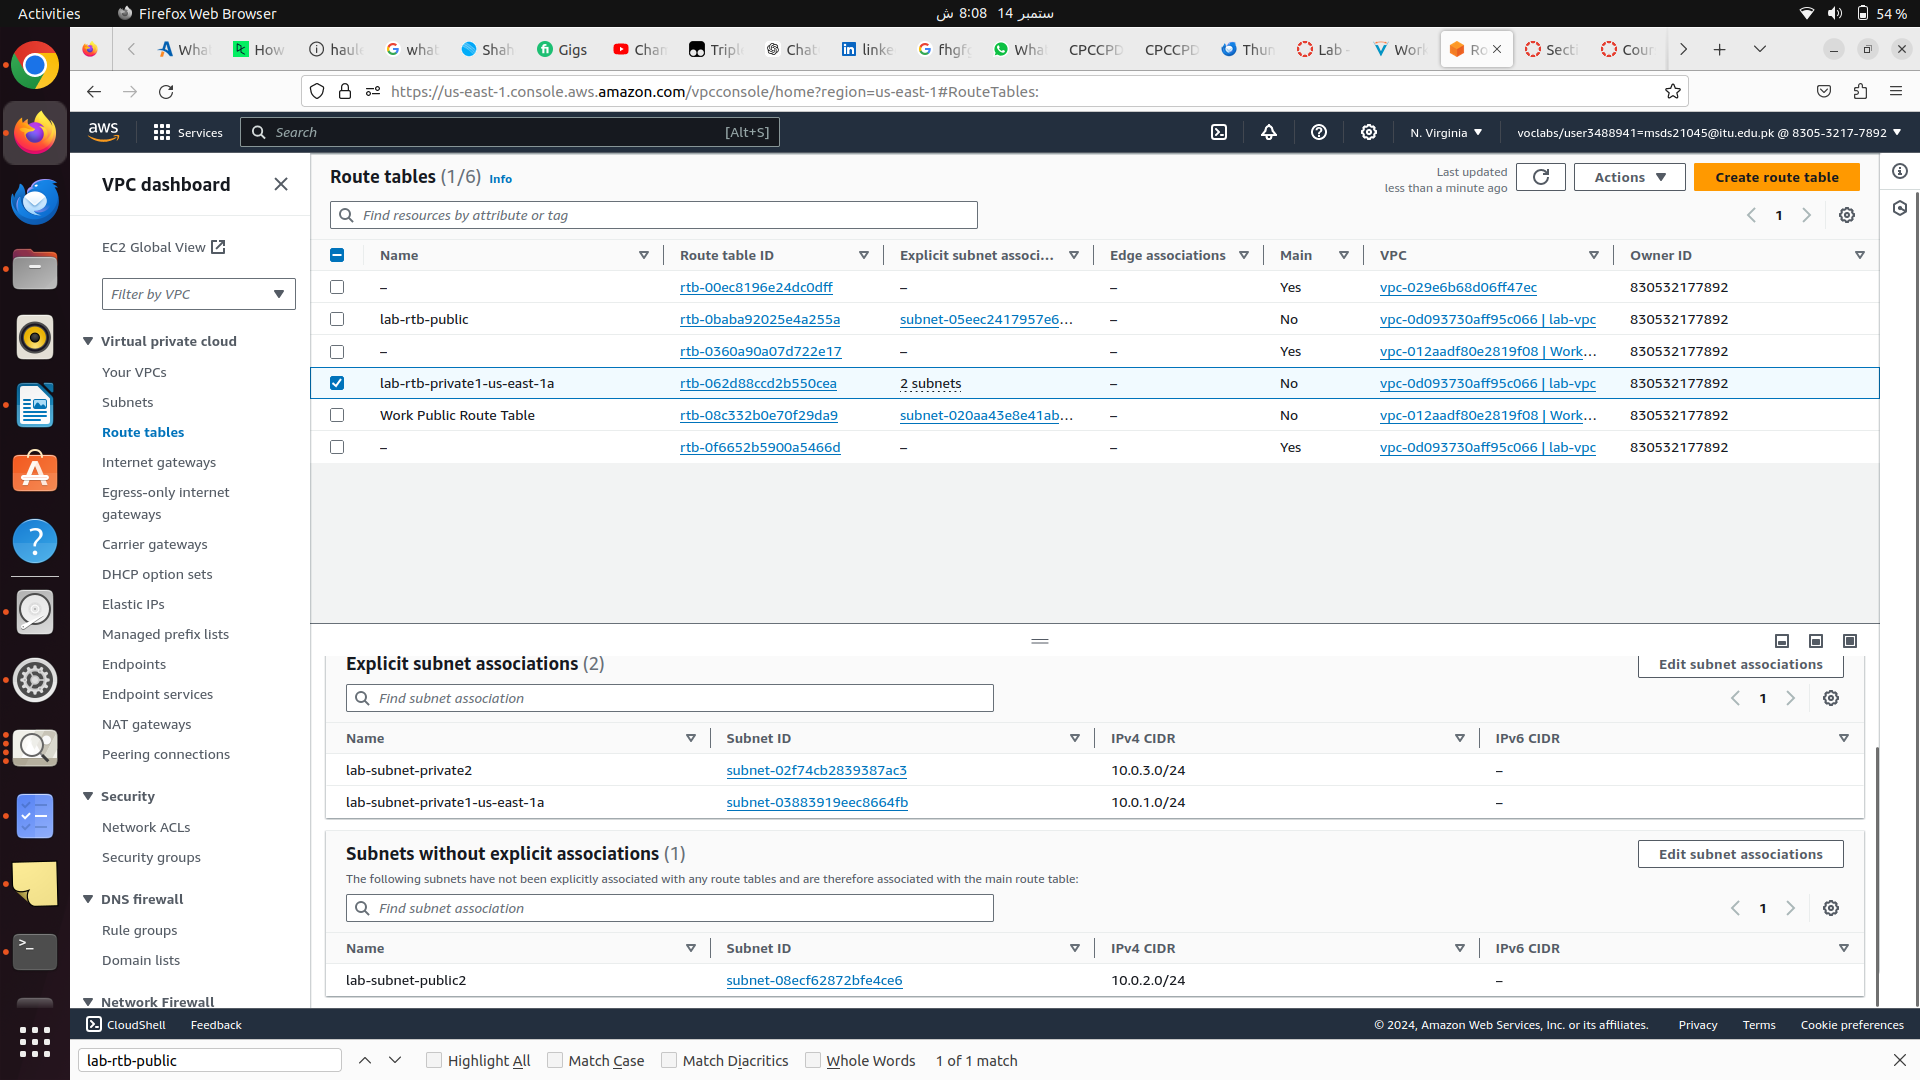 Activities
Firefox Web Browser
ستمبر 14  8:08 ش
54 %
What
How
haul
what
Shah
Gigs
Chan
Tripl
Chat
linke
fhgf
What
CPCCPD
CPCCPD
Thun
Lab -
Work
Ro
Secti
Cour
https://us-east-1.console.aws.amazon.com/vpcconsole/home?region=us-east-1#RouteTables:
aws
Services
Search
[Alt+S]
N. Virginia
voclabs/user3488941=msds21045@itu.edu.pk @ 8305-3217-7892
VPC dashboard
EC2 Global View
Filter by VPC
Virtual private cloud
Your VPCs
Subnets
Route tables
Internet gateways
Egress-only internet
gateways
Carrier gateways
DHCP option sets
Elastic IPs
Managed prefix lists
Endpoints
Endpoint services
NAT gateways
Peering connections
Security
Network ACLs
Security groups
DNS firewall
Rule groups
Domain lists
Network Firewall
Route tables (1/6) Info
Last updated
less than a minute ago
Actions
Create route table
Find resources by attribute or tag
1
Name Route table ID Explicit subnet associ... Edge associations Main VPC Owner ID
– rtb-00ec8196e24dc0dff – – Yes vpc-029e6b68d06ff47ec 830532177892
lab-rtb-public rtb-0baba92025e4a255a subnet-05eec2417957e6... – No vpc-0d093730aff95c066 | lab-vpc 830532177892
– rtb-0360a90a07d722e17 – – Yes vpc-012aadf80e2819f08 | Work... 830532177892
lab-rtb-private1-us-east-1a rtb-062d88ccd2b550cea 2 subnets – No vpc-0d093730aff95c066 | lab-vpc 830532177892
Work Public Route Table rtb-08c332b0e70f29da9 subnet-020aa43e8e41ab... – No vpc-012aadf80e2819f08 | Work... 830532177892
– rtb-0f6652b5900a5466d – – Yes vpc-0d093730aff95c066 | lab-vpc 830532177892
Explicit subnet associations (2)
Edit subnet associations
Find subnet association
1
Name Subnet ID IPv4 CIDR IPv6 CIDR
lab-subnet-private2 subnet-02f74cb2839387ac3 10.0.3.0/24 –
lab-subnet-private1-us-east-1a subnet-03883919eec8664fb 10.0.1.0/24 –
Subnets without explicit associations (1)
Edit subnet associations
The following subnets have not been explicitly associated with any route tables and are therefore associated with the main route table:
Find subnet association
1
Name Subnet ID IPv4 CIDR IPv6 CIDR
lab-subnet-public2 subnet-08ecf62872bfe4ce6 10.0.2.0/24 –
CloudShell
Feedback
© 2024, Amazon Web Services, Inc. or its affiliates.
Privacy
Terms
Cookie preferences
lab-rtb-public
Highlight All
Match Case
Match Diacritics
Whole Words
1 of 1 match